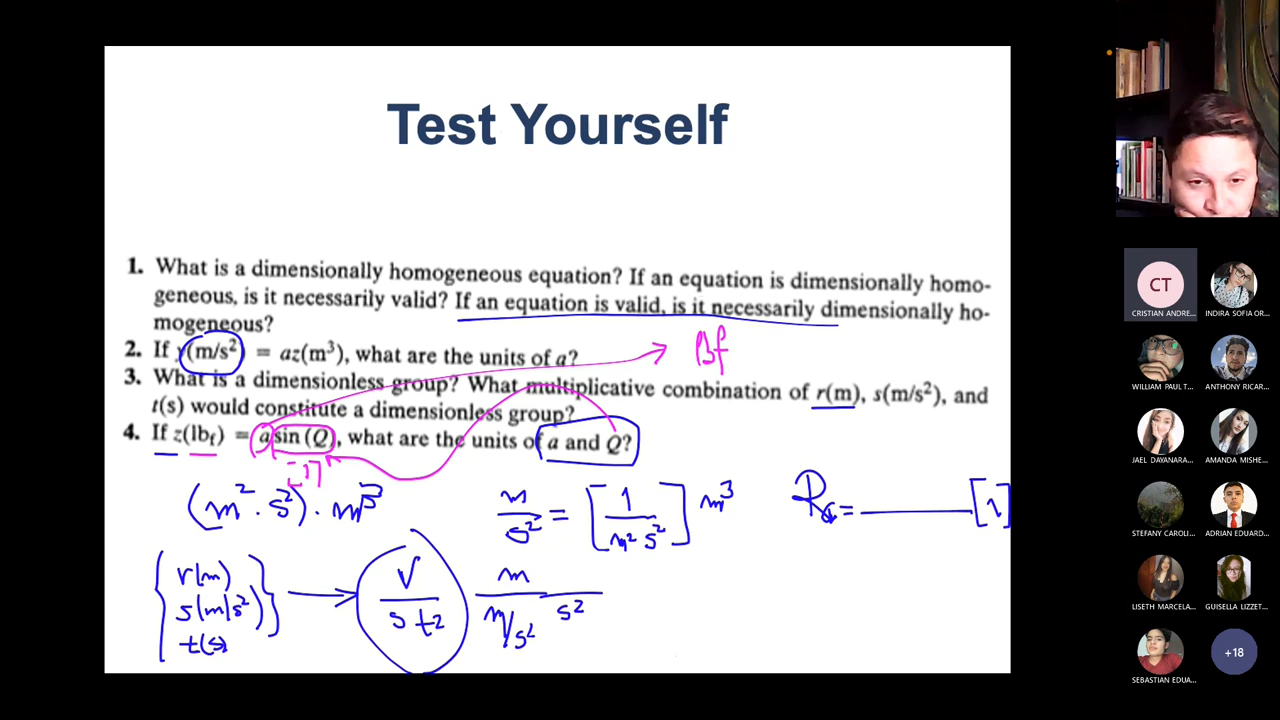 Test Yourself
1. What is a dimensionally homogeneous equation? If an equation is dimensionally homo-
geneous, is it necessarily valid? If an equation is valid, is it necessarily dimensionally ho-
mogeneous?
2. If y(m/s²) = az(m³), what are the units of a?
3. What is a dimensionless group? What multiplicative combination of r(m), s(m/s²), and
t(s) would constitute a dimensionless group?
4. If z(lbf) = a sin (Q), what are the units of a and Q?
(m² · s²) · m³
m/s² = [1/m² s²] m³
r(m)
s(m/s²)
t(s)
r/s t²
m/m/s² s²
CT
CRISTIAN ANDRE...
INDIRA SOFIA OR...
WILLIAM PAUL T...
ANTHONY RICAR...
JAEL DAYANARA...
AMANDA MISHE...
STEFANY CAROLI...
ADRIAN EDUARD...
LISETH MARCELA...
GUISELLA LIZZET...
SEBASTIAN EDUA...
+18